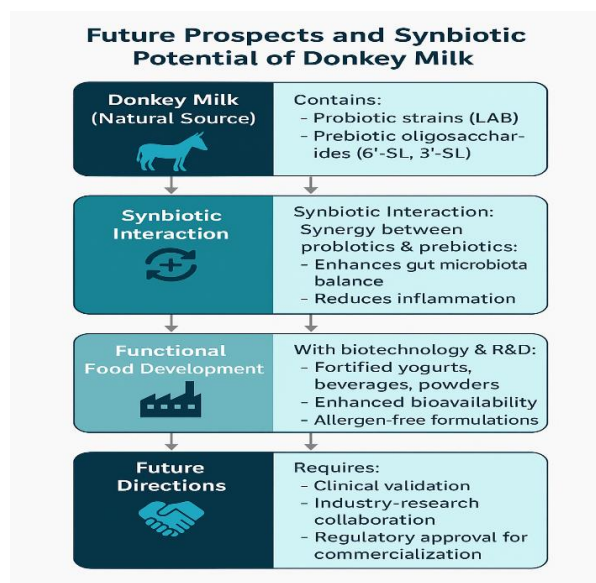 Future Prospects and Synbiotic
Potential of Donkey Milk
Donkey Milk
(Natural Source)
Contains:
- Probiotic strains (LAB)
- Prebiotic oligosacchar-
ides (6'-SL, 3'-SL)
Synbiotic
Interaction
Synbiotic Interaction:
Synergy between
problotics & prebiotics:
- Enhances gut microbiota
balance
- Reduces inflammation
Functional
Food Development
With biotechnology & R&D:
- Fortified yogurts,
beverages, powders
- Enhanced bioavailability
- Allergen-free formulations
Future
Directions
Requires:
- Clinical validation
- Industry-research
collaboration
- Regulatory approval for
commercialization